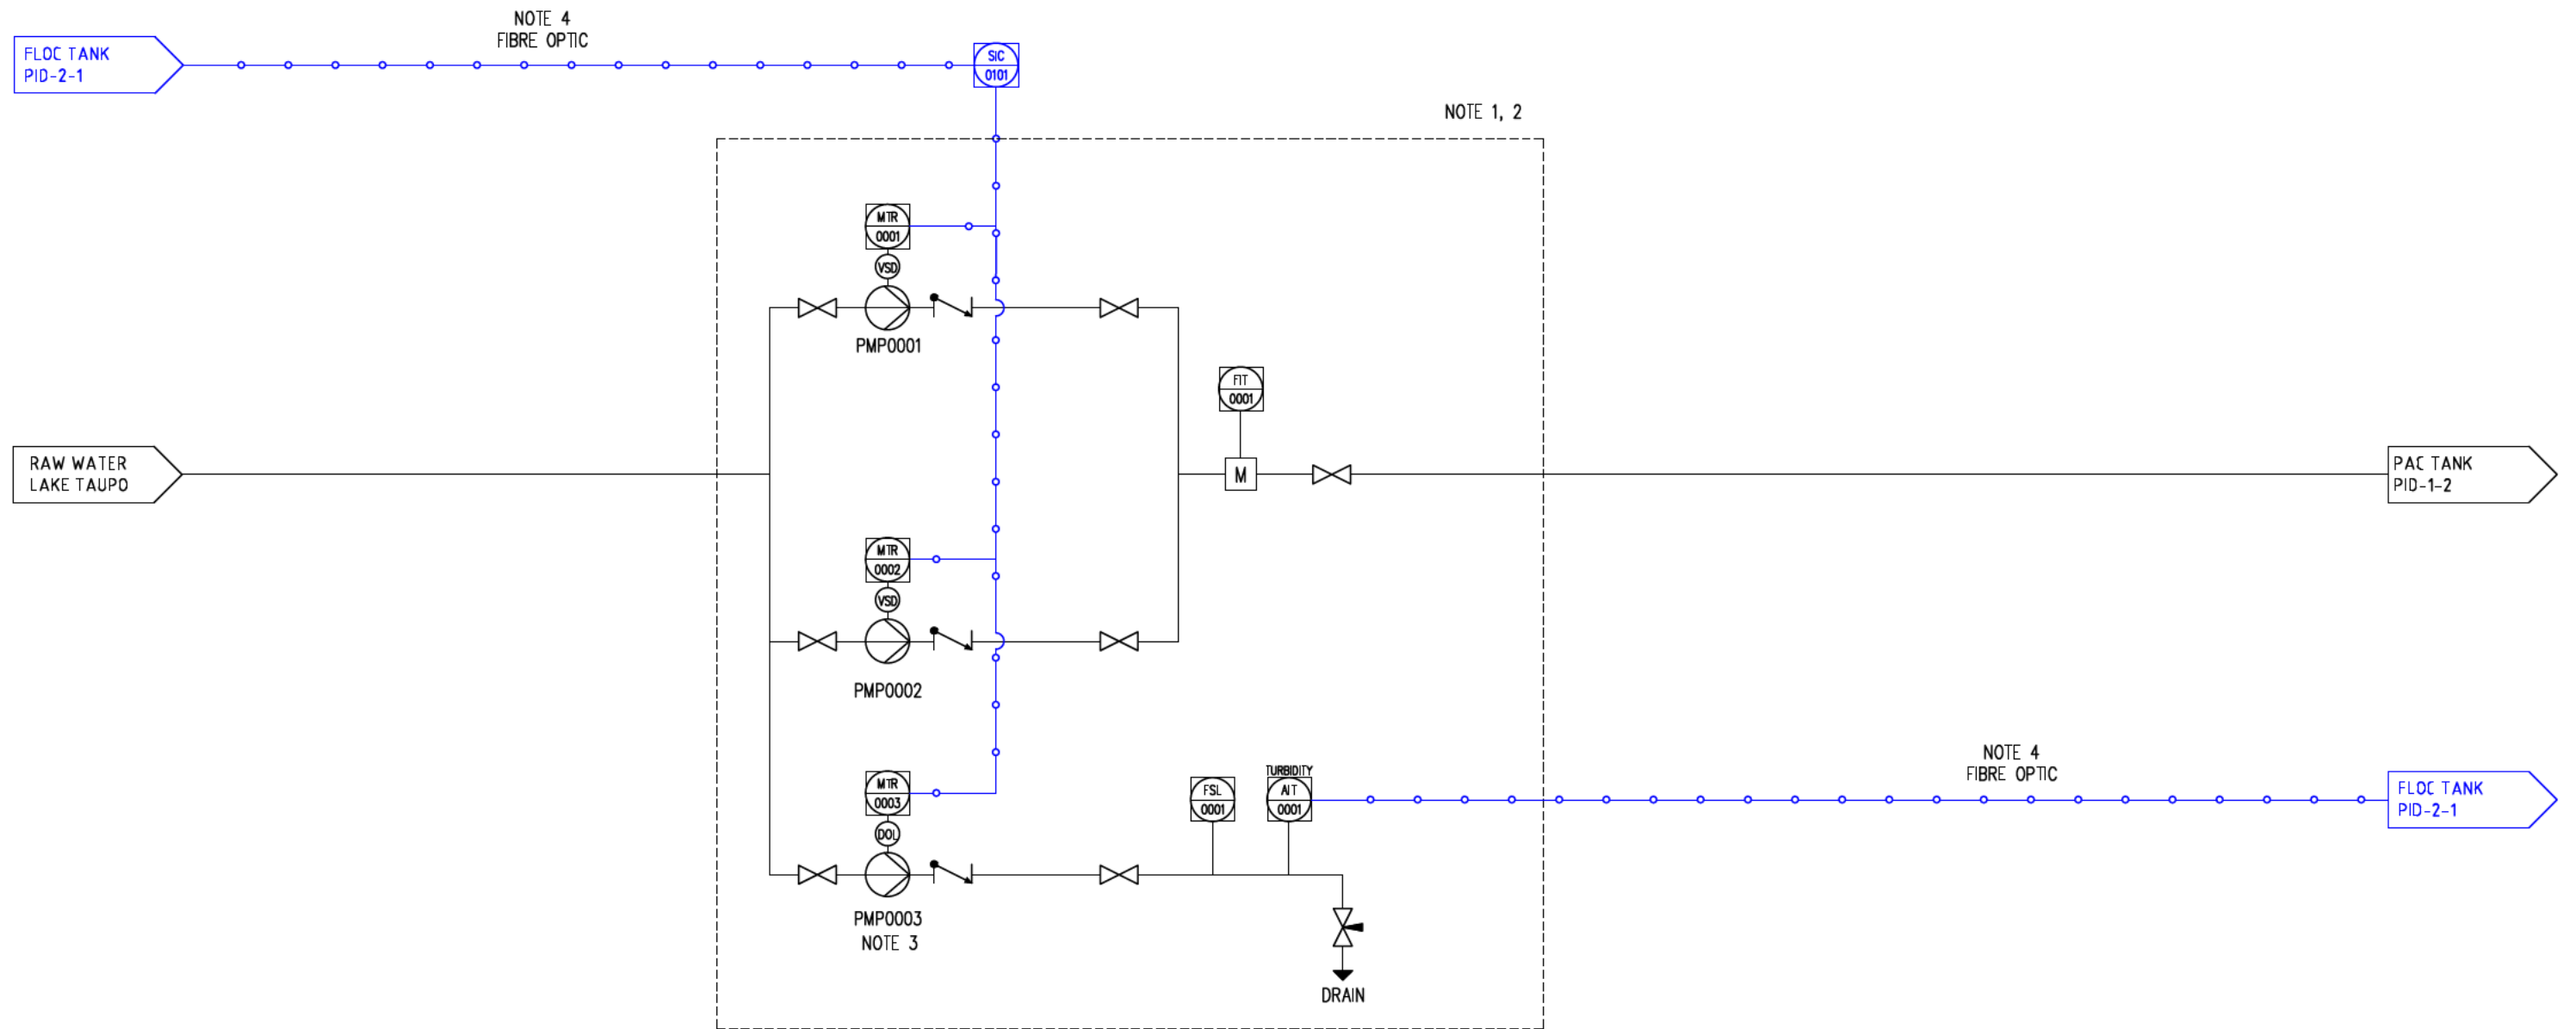 NOTE 4
FIBRE OPTIC
FLOC TANK
PID-2-1
SIC
0101
NOTE 1, 2
MTR
0001
VSD
PMP0001
FIT
0001
M
RAW WATER
LAKE TAUPO
PAC TANK
PID-1-2
MTR
0002
VSD
PMP0002
NOTE 4
FIBRE OPTIC
MTR
0003
DOL
PMP0003
NOTE 3
FSL
0001
TURBIDITY
AIT
0001
FLOC TANK
PID-2-1
DRAIN